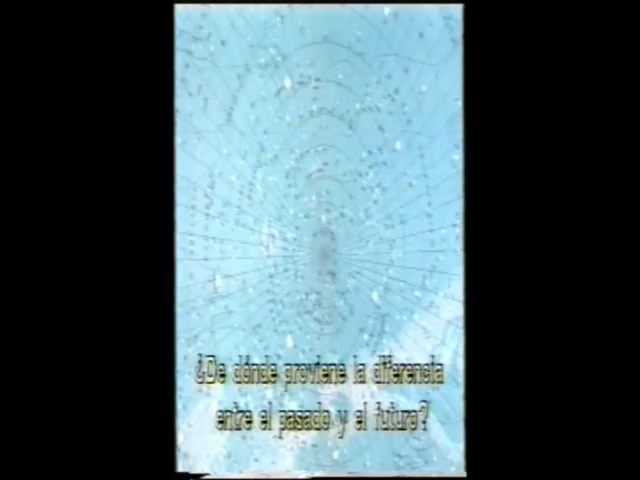 ¿De dónde proviene la diferencia
entre el pasado y el futuro?